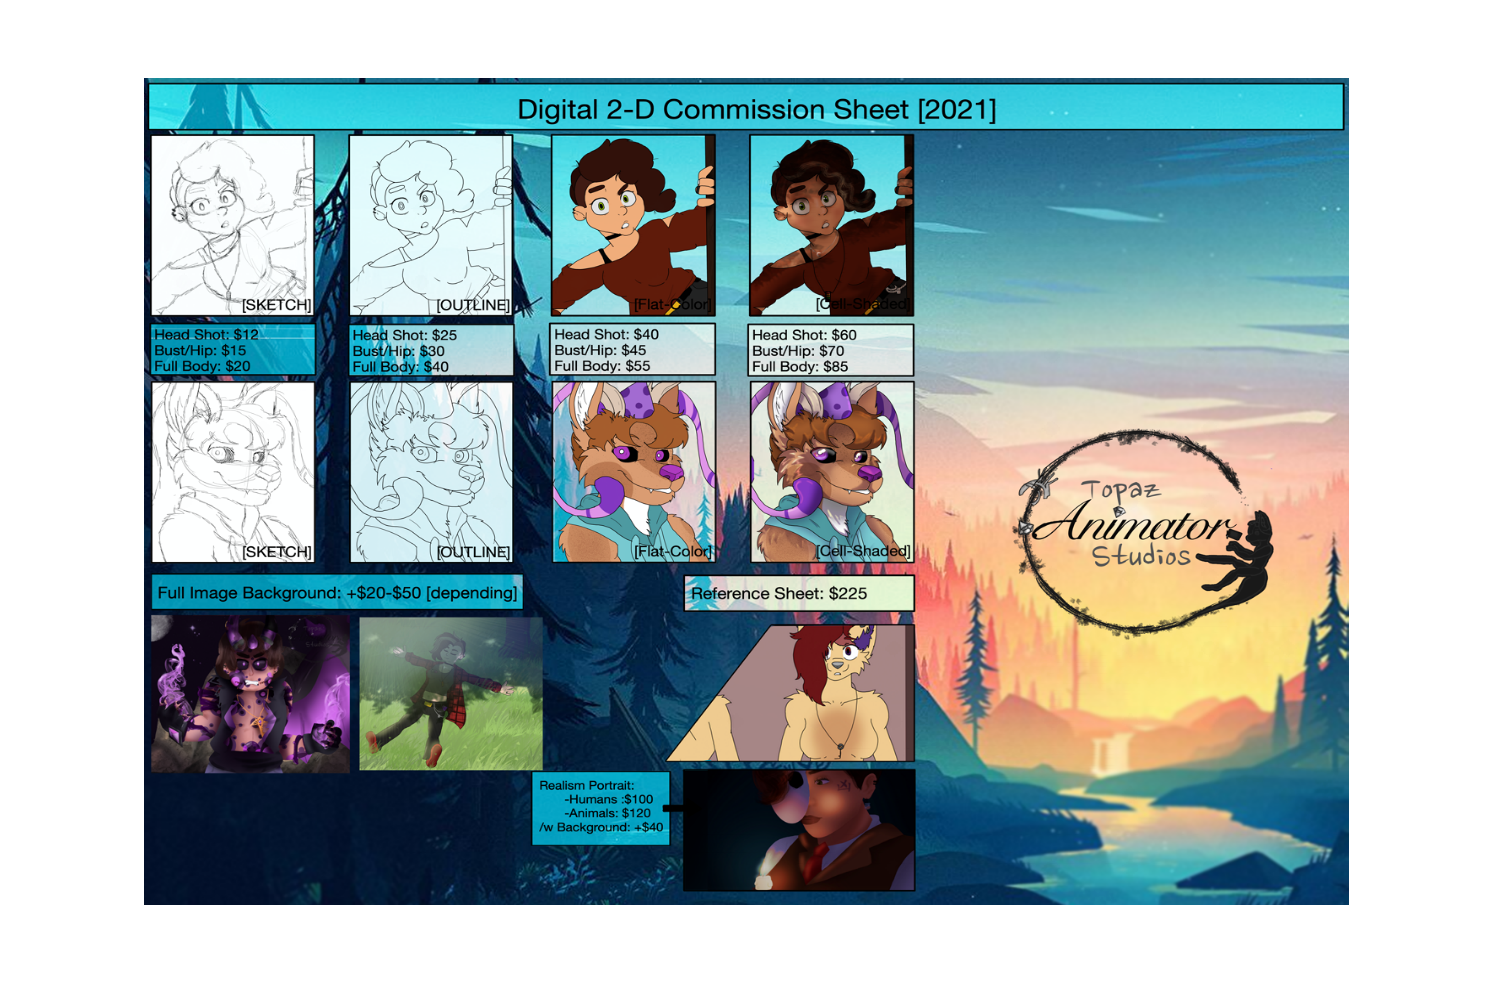 Digital 2-D Commission Sheet [2021]
[SKETCH]
[OUTLINE]
[Flat-Color]
[Cell-Shaded]
Head Shot: $12
Bust/Hip: $15
Full Body: $20
Head Shot: $25
Bust/Hip: $30
Full Body: $40
Head Shot: $40
Bust/Hip: $45
Full Body: $55
Head Shot: $60
Bust/Hip: $70
Full Body: $85
[SKETCH]
[OUTLINE]
[Flat-Color]
[Cell-Shaded]
Topaz
Animator
Studios
Full Image Background: +$20-$50 [depending]
Reference Sheet: $225
Realism Portrait:
-Humans :$100
-Animals: $120
/w Background: +$40